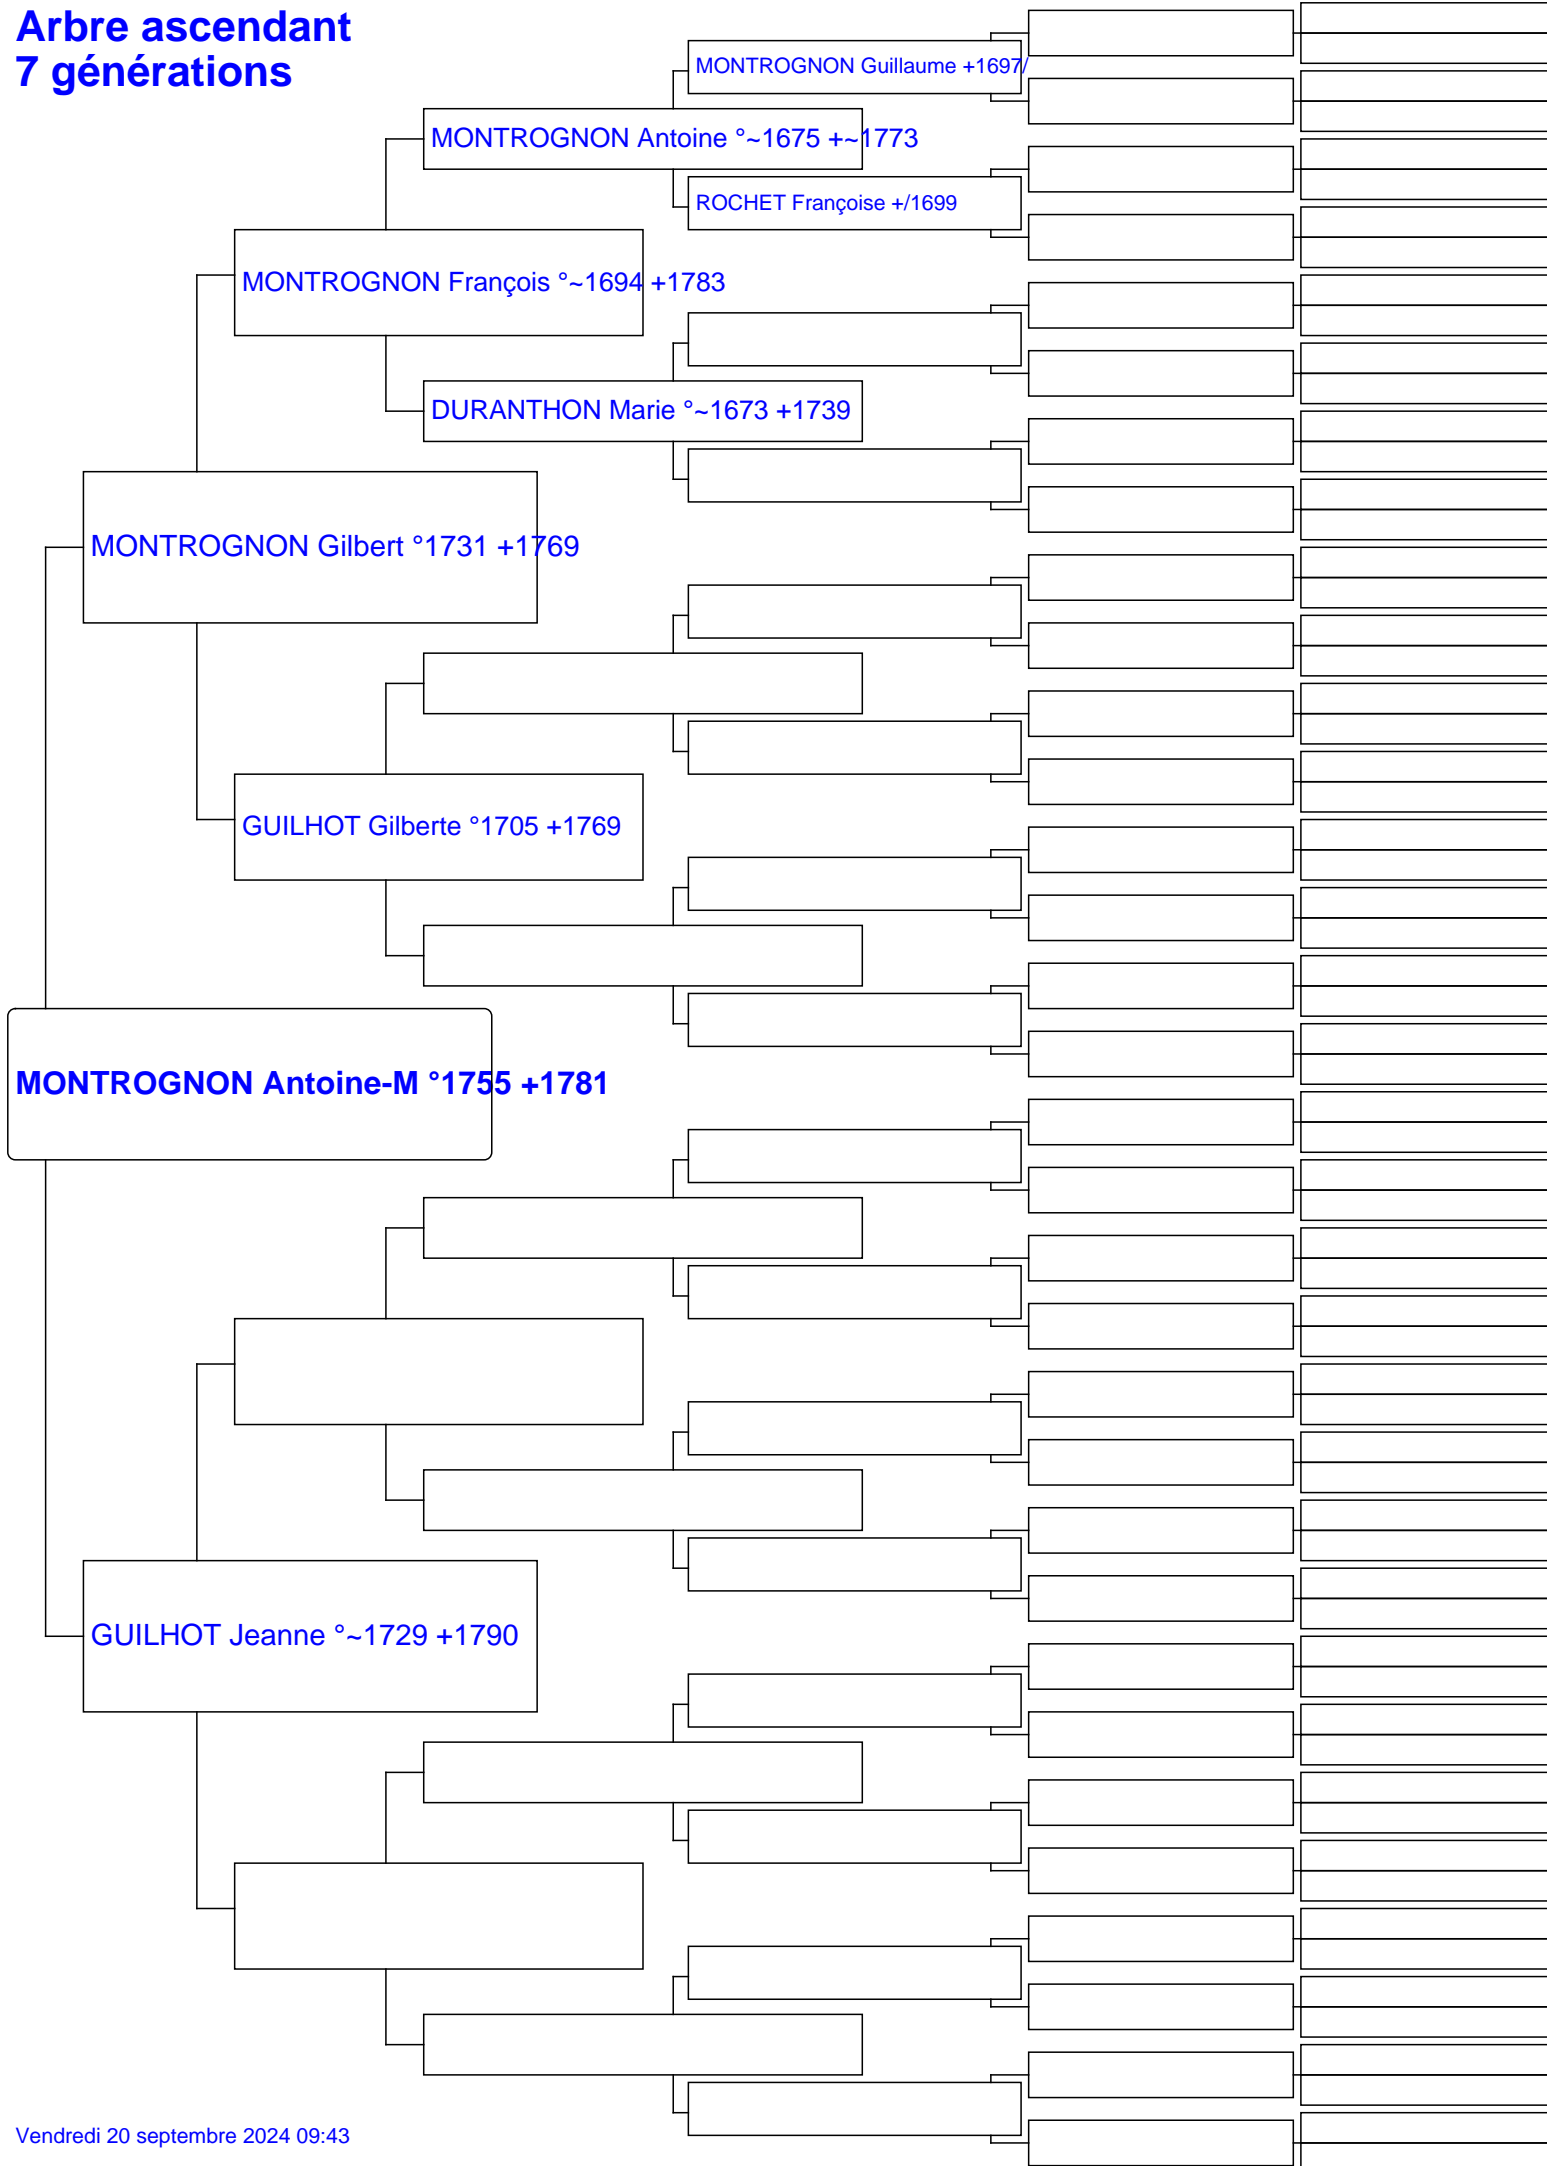 Arbre ascendant
7 générations
MONTROGNON Guillaume +1697/
MONTROGNON Antoine °~1675 +~1773
ROCHET Françoise +/1699
MONTROGNON François °~1694 +1783
DURANTHON Marie °~1673 +1739
MONTROGNON Gilbert °1731 +1769
GUILHOT Gilberte °1705 +1769
MONTROGNON Antoine-M °1755 +1781
GUILHOT Jeanne °~1729 +1790
Vendredi 20 septembre 2024 09:43